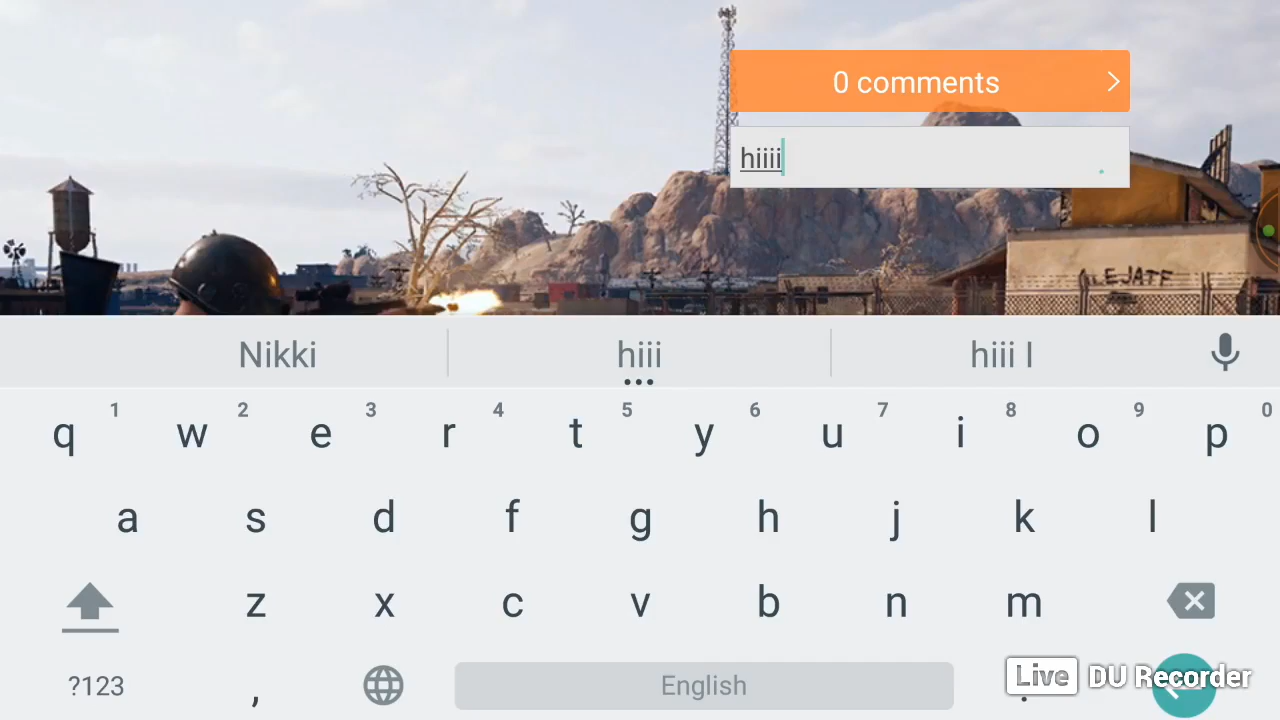 0 comments
hiiii
ALEJATF
Nikki hiii hiii I
1 2 3 4 5 6 7 8 9 0
q w e r t y u i o p
a s d f g h j k l
z x c v b n m
?123 , English .
Live DU Recorder